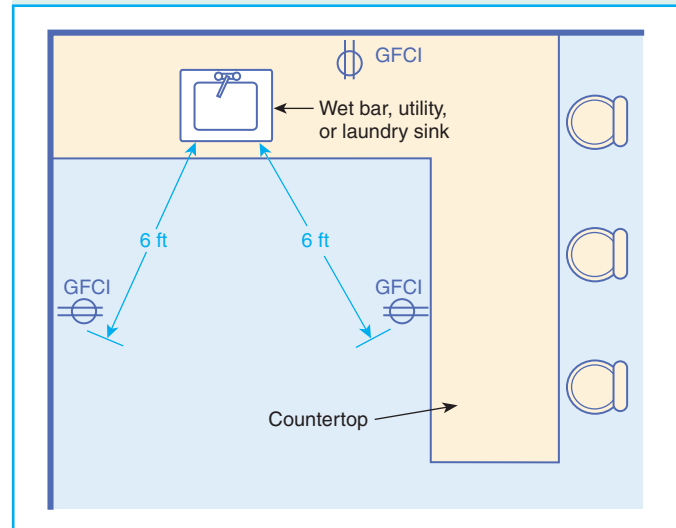 GFCI
Wet bar, utility,
or laundry sink
6 ft
6 ft
GFCI
GFCI
Countertop